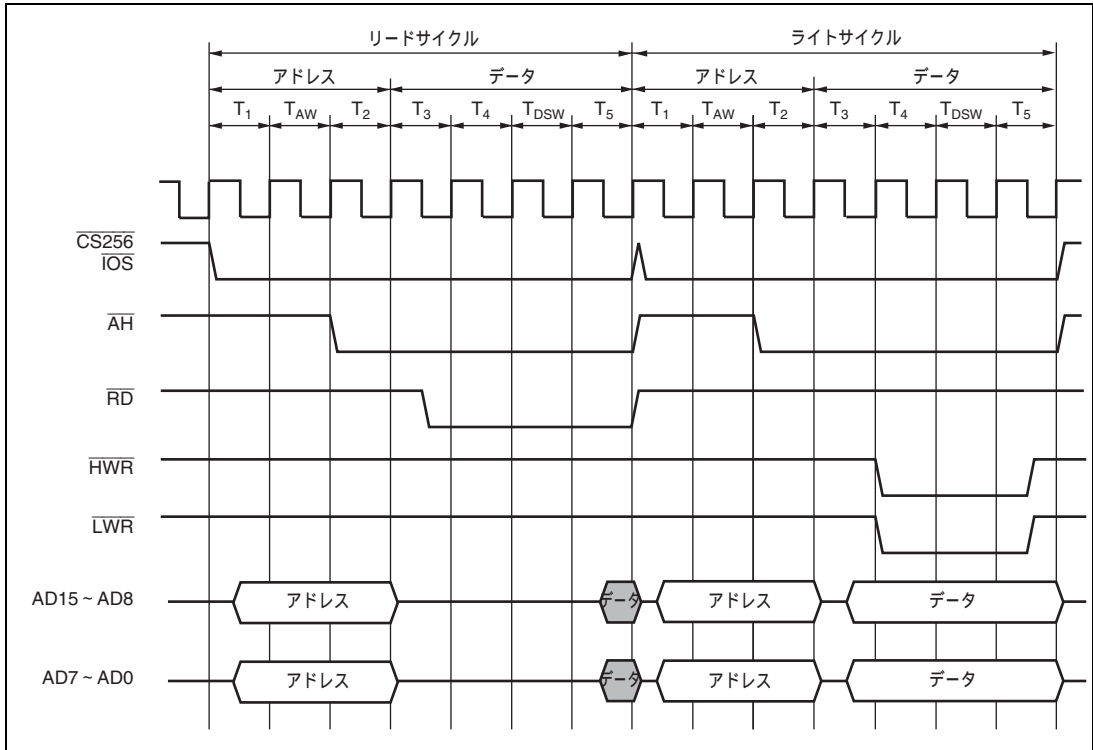 リードサイクル ライトサイクル
アドレス データ アドレス データ
T1 TAW T2 T3 T4 TDSW T5 T1 TAW T2 T3 T4 TDSW T5
CS256
IOS
AH
RD
HWR
LWR
AD15 ~ AD8 アドレス データ アドレス データ
AD7 ~ AD0 アドレス データ アドレス データ